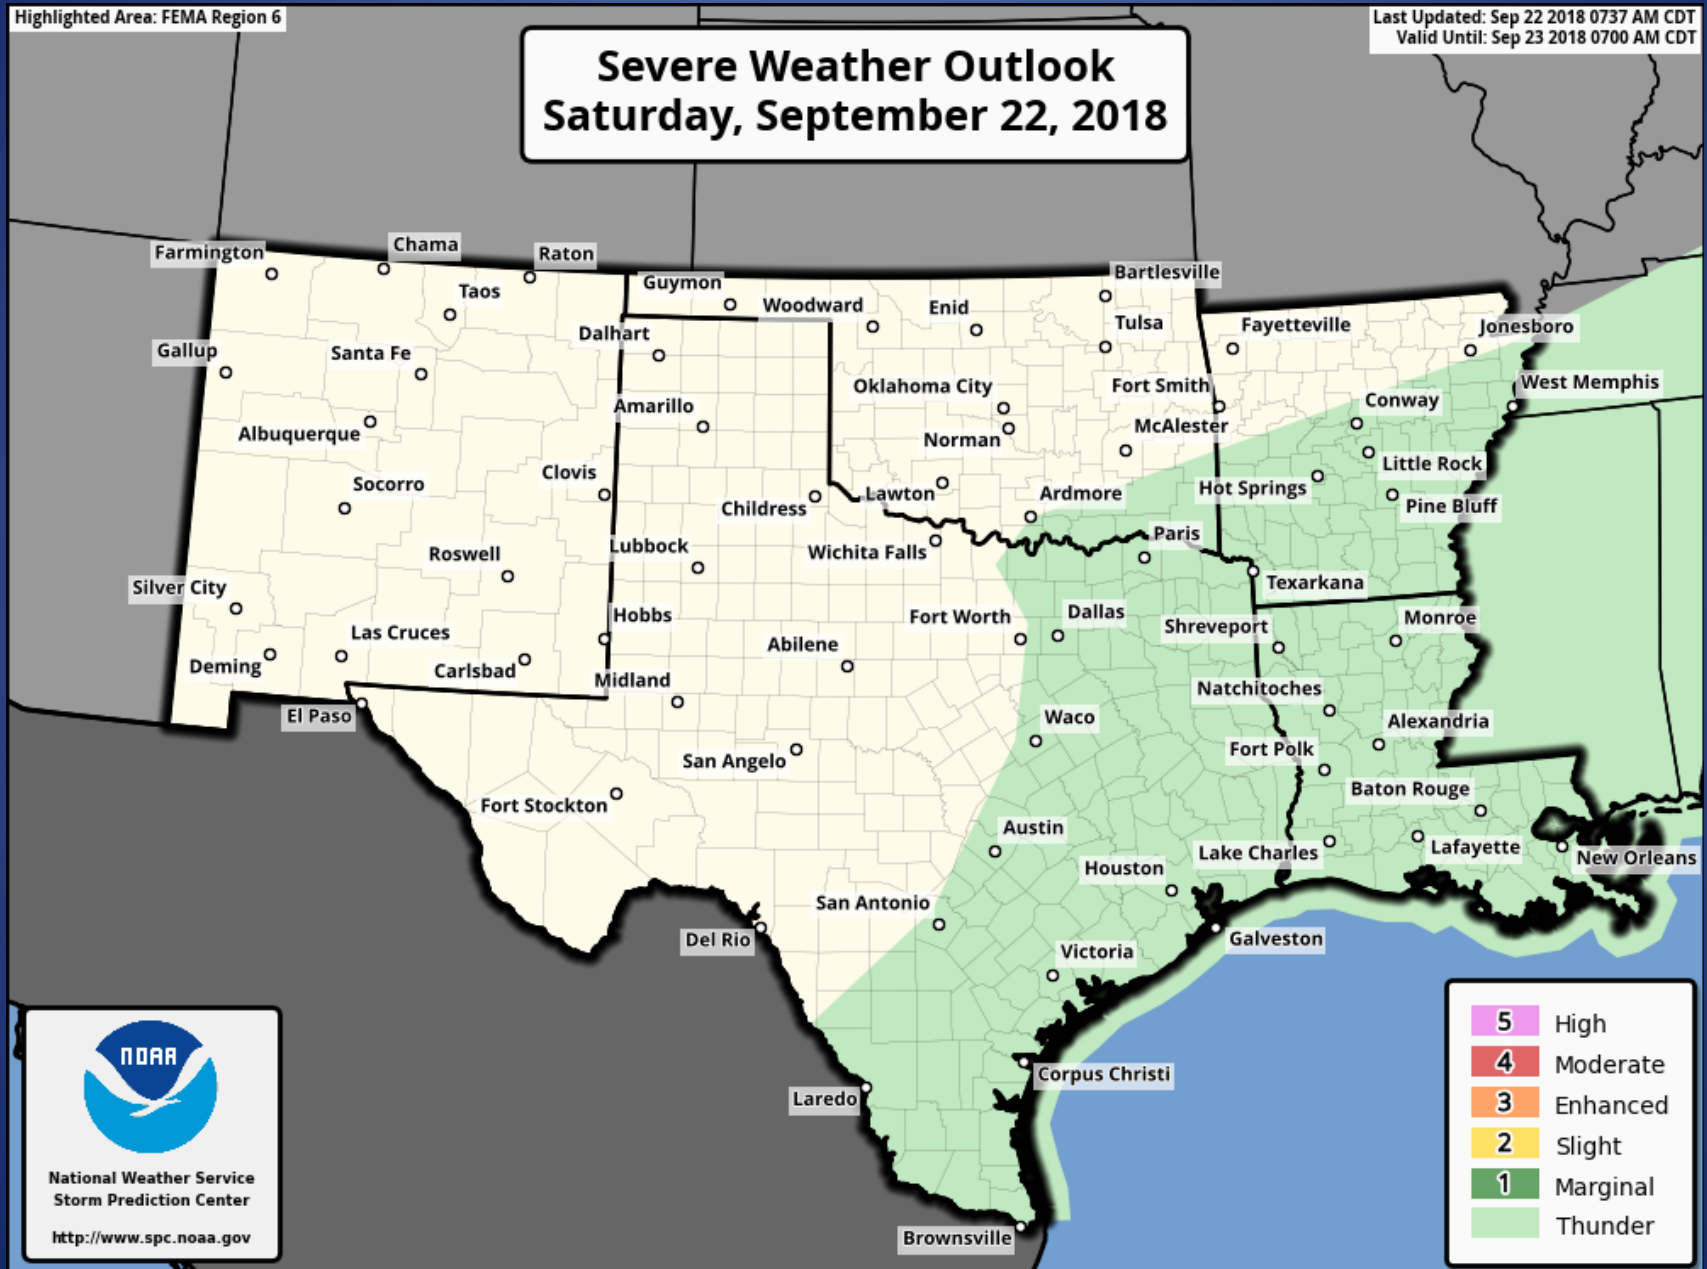 Highlighted Area: FEMA Region 6
Last Updated: Sep 22 2018 0737 AM CDT
Valid Until: Sep 23 2018 0700 AM CDT
Severe Weather Outlook
Saturday, September 22, 2018
Farmington
Chama
Raton
Guymon
Bartlesville
Taos
Woodward
Enid
Tulsa
Fayetteville
Jonesboro
Dalhart
Gallup
Santa Fe
Oklahoma City
Fort Smith
West Memphis
Amarillo
Conway
Albuquerque
Norman
McAlester
Clovis
Little Rock
Socorro
Lawton
Ardmore
Hot Springs
Childress
Pine Bluff
Paris
Roswell
Lubbock
Wichita Falls
Silver City
Texarkana
Hobbs
Fort Worth
Dallas
Monroe
Las Cruces
Abilene
Shreveport
Deming
Carlsbad
Midland
Natchitoches
El Paso
Waco
Alexandria
San Angelo
Fort Polk
Fort Stockton
Baton Rouge
Austin
Lake Charles
Lafayette
New Orleans
Houston
San Antonio
Del Rio
Victoria
Galveston
Corpus Christi
Laredo
Brownsville
NOAA
National Weather Service
Storm Prediction Center
http://www.spc.noaa.gov
5 High
4 Moderate
3 Enhanced
2 Slight
1 Marginal
Thunder